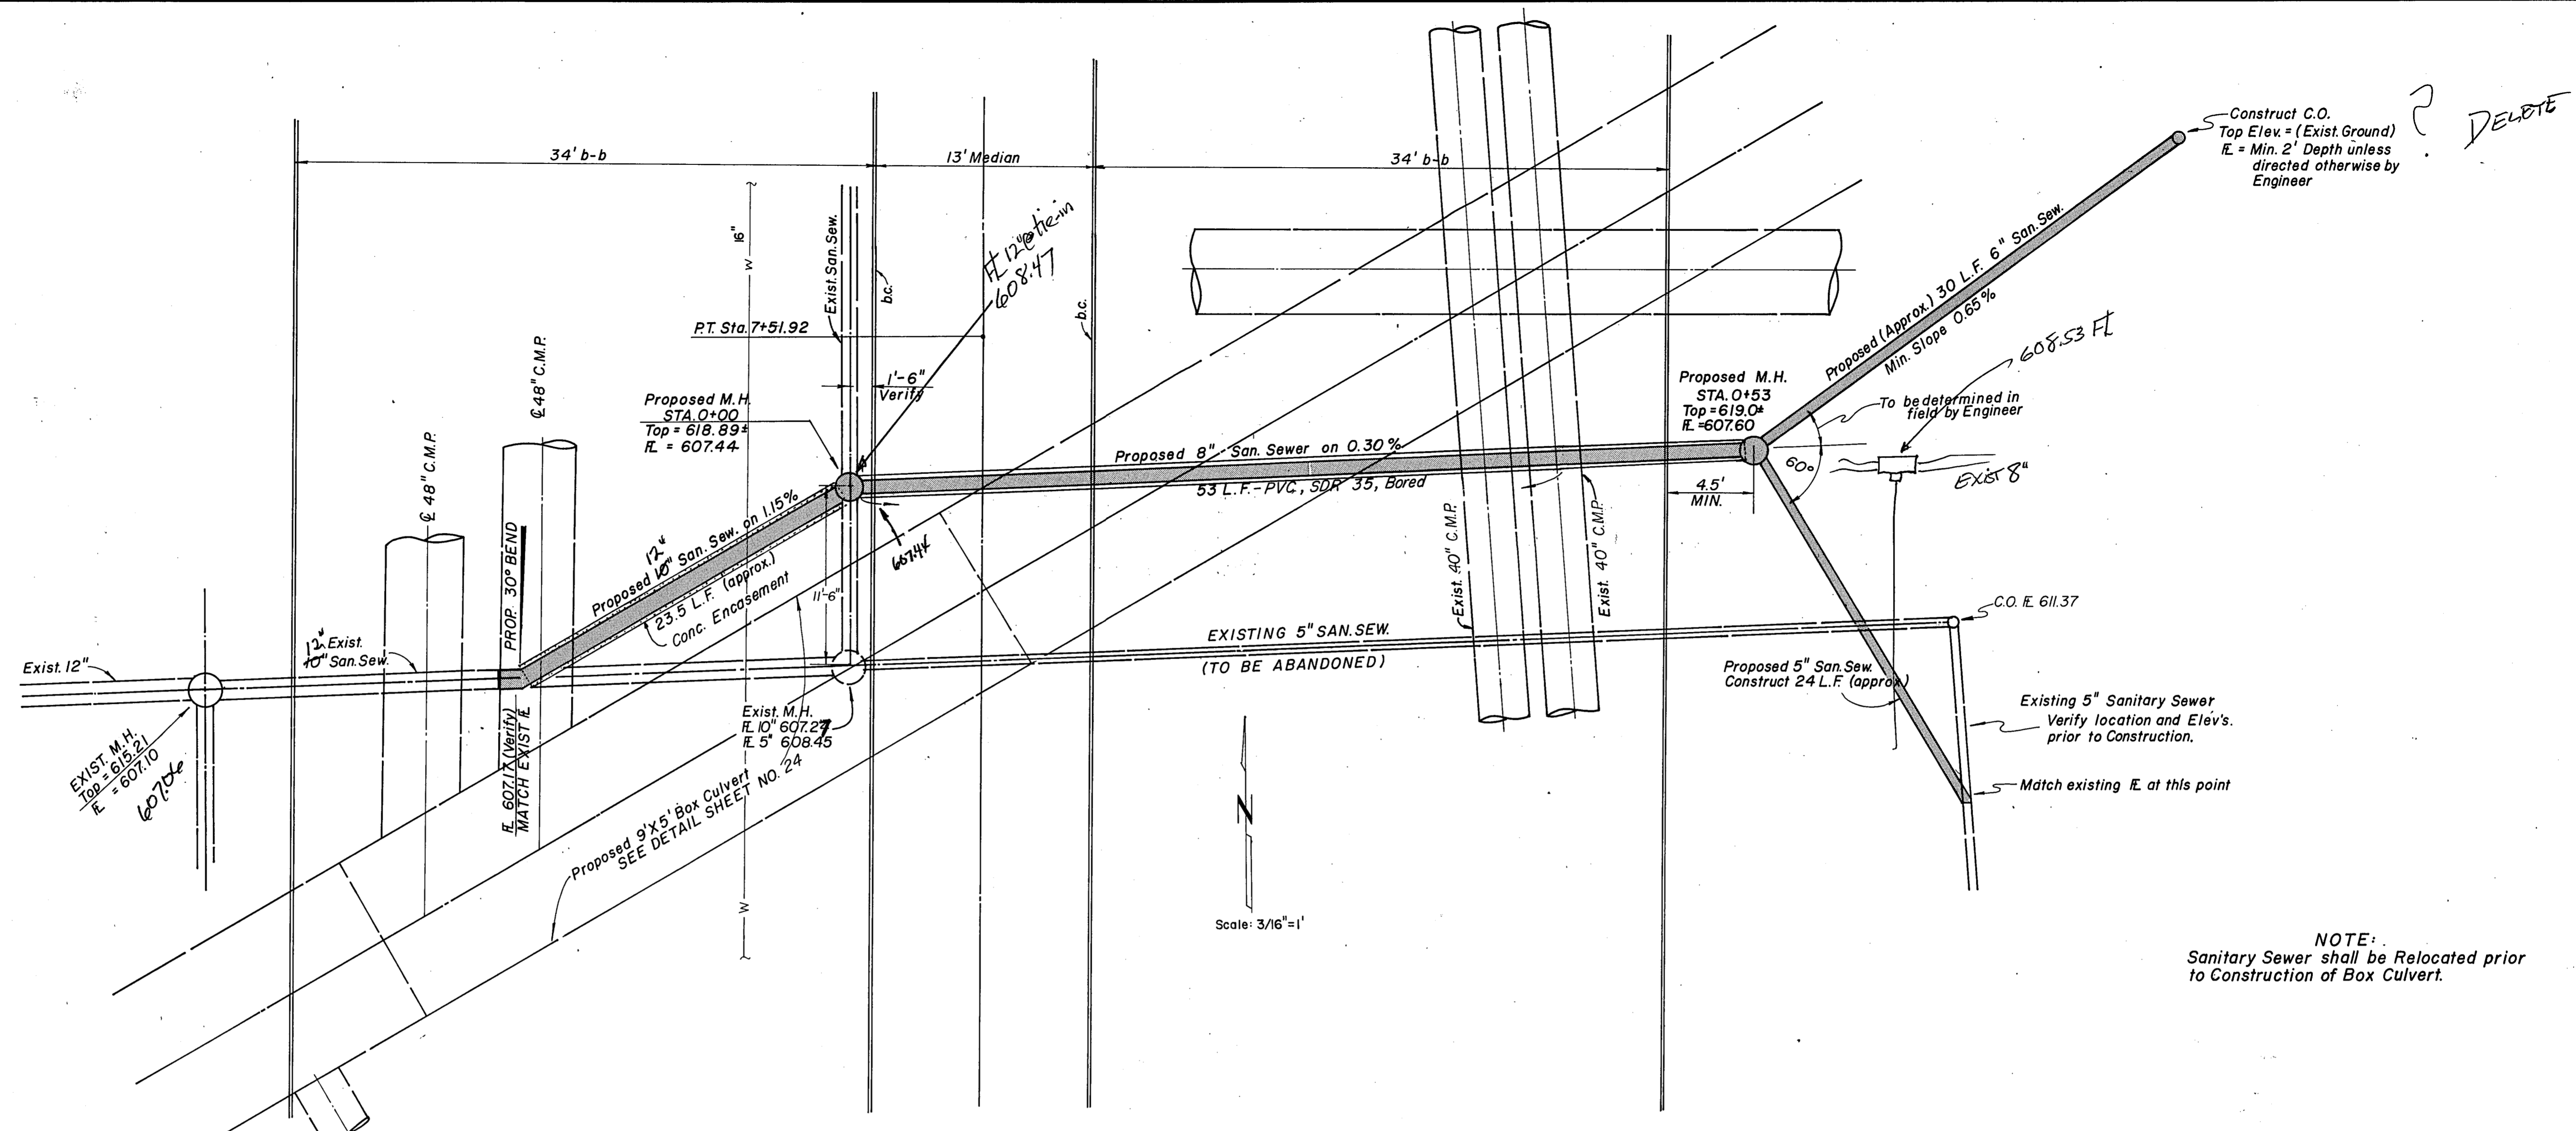 34' b-b
13' Median
34' b-b
Construct C.O.
Top Elev. = (Exist. Ground)
FL = Min. 2' Depth unless
directed otherwise by
Engineer
?
DELETE
16"
W
Exist. San. Sew.
b.c.
b.c.
FL 12" @ tie-in
608.47
P.T. Sta. 7+51.92
1'-6"
Verify
Proposed M.H.
STA. 0+00
Top = 618.89±
FL = 607.44
℄ 48" C.M.P.
℄ 48" C.M.P.
Proposed (Approx.) 30 L.F. 6" San. Sew.
Min. Slope 0.65%
608.53 FL
Proposed M.H.
STA. 0+53
Top = 619.0±
FL = 607.60
To be determined in
field by Engineer
60°
Exist 8"
4.5'
MIN.
Proposed 8" San. Sewer on 0.30%
53 L.F.-PVC, SDR 35, Bored
607.44
12"
Proposed 10" San. Sew. on 1.15%
23.5 L.F. (approx.)
Conc. Encasement
11'-6"
PROP. 30° BEND
Exist. 40" C.M.P.
Exist. 40" C.M.P.
C.O. FL 611.37
EXISTING 5" SAN. SEW.
(TO BE ABANDONED)
Exist. 12"
12" Exist.
10" San. Sew.
Proposed 5" San. Sew.
Construct 24 L.F. (approx)
Existing 5" Sanitary Sewer
Verify location and Elev's.
prior to Construction.
Match existing FL at this point
EXIST. M.H.
Top = 615.21
FL = 607.10
607.06
FL 607.17 (Verify)
MATCH EXIST FL
Exist. M.H.
FL 10" 607.27
FL 5" 608.45
Proposed 9'X5' Box Culvert
SEE DETAIL SHEET NO. 24
W
N
Scale: 3/16"=1'
NOTE:
Sanitary Sewer shall be Relocated prior
to Construction of Box Culvert.